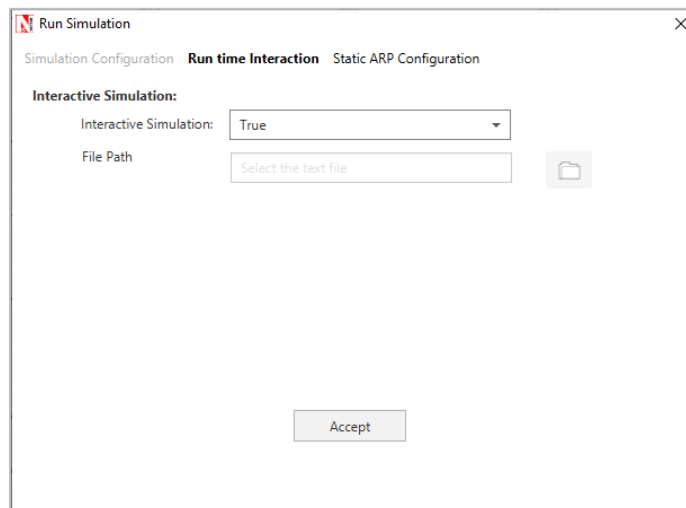 Run Simulation
Simulation Configuration Run time Interaction Static ARP Configuration
Interactive Simulation:
Interactive Simulation: True
File Path Select the text file
Accept